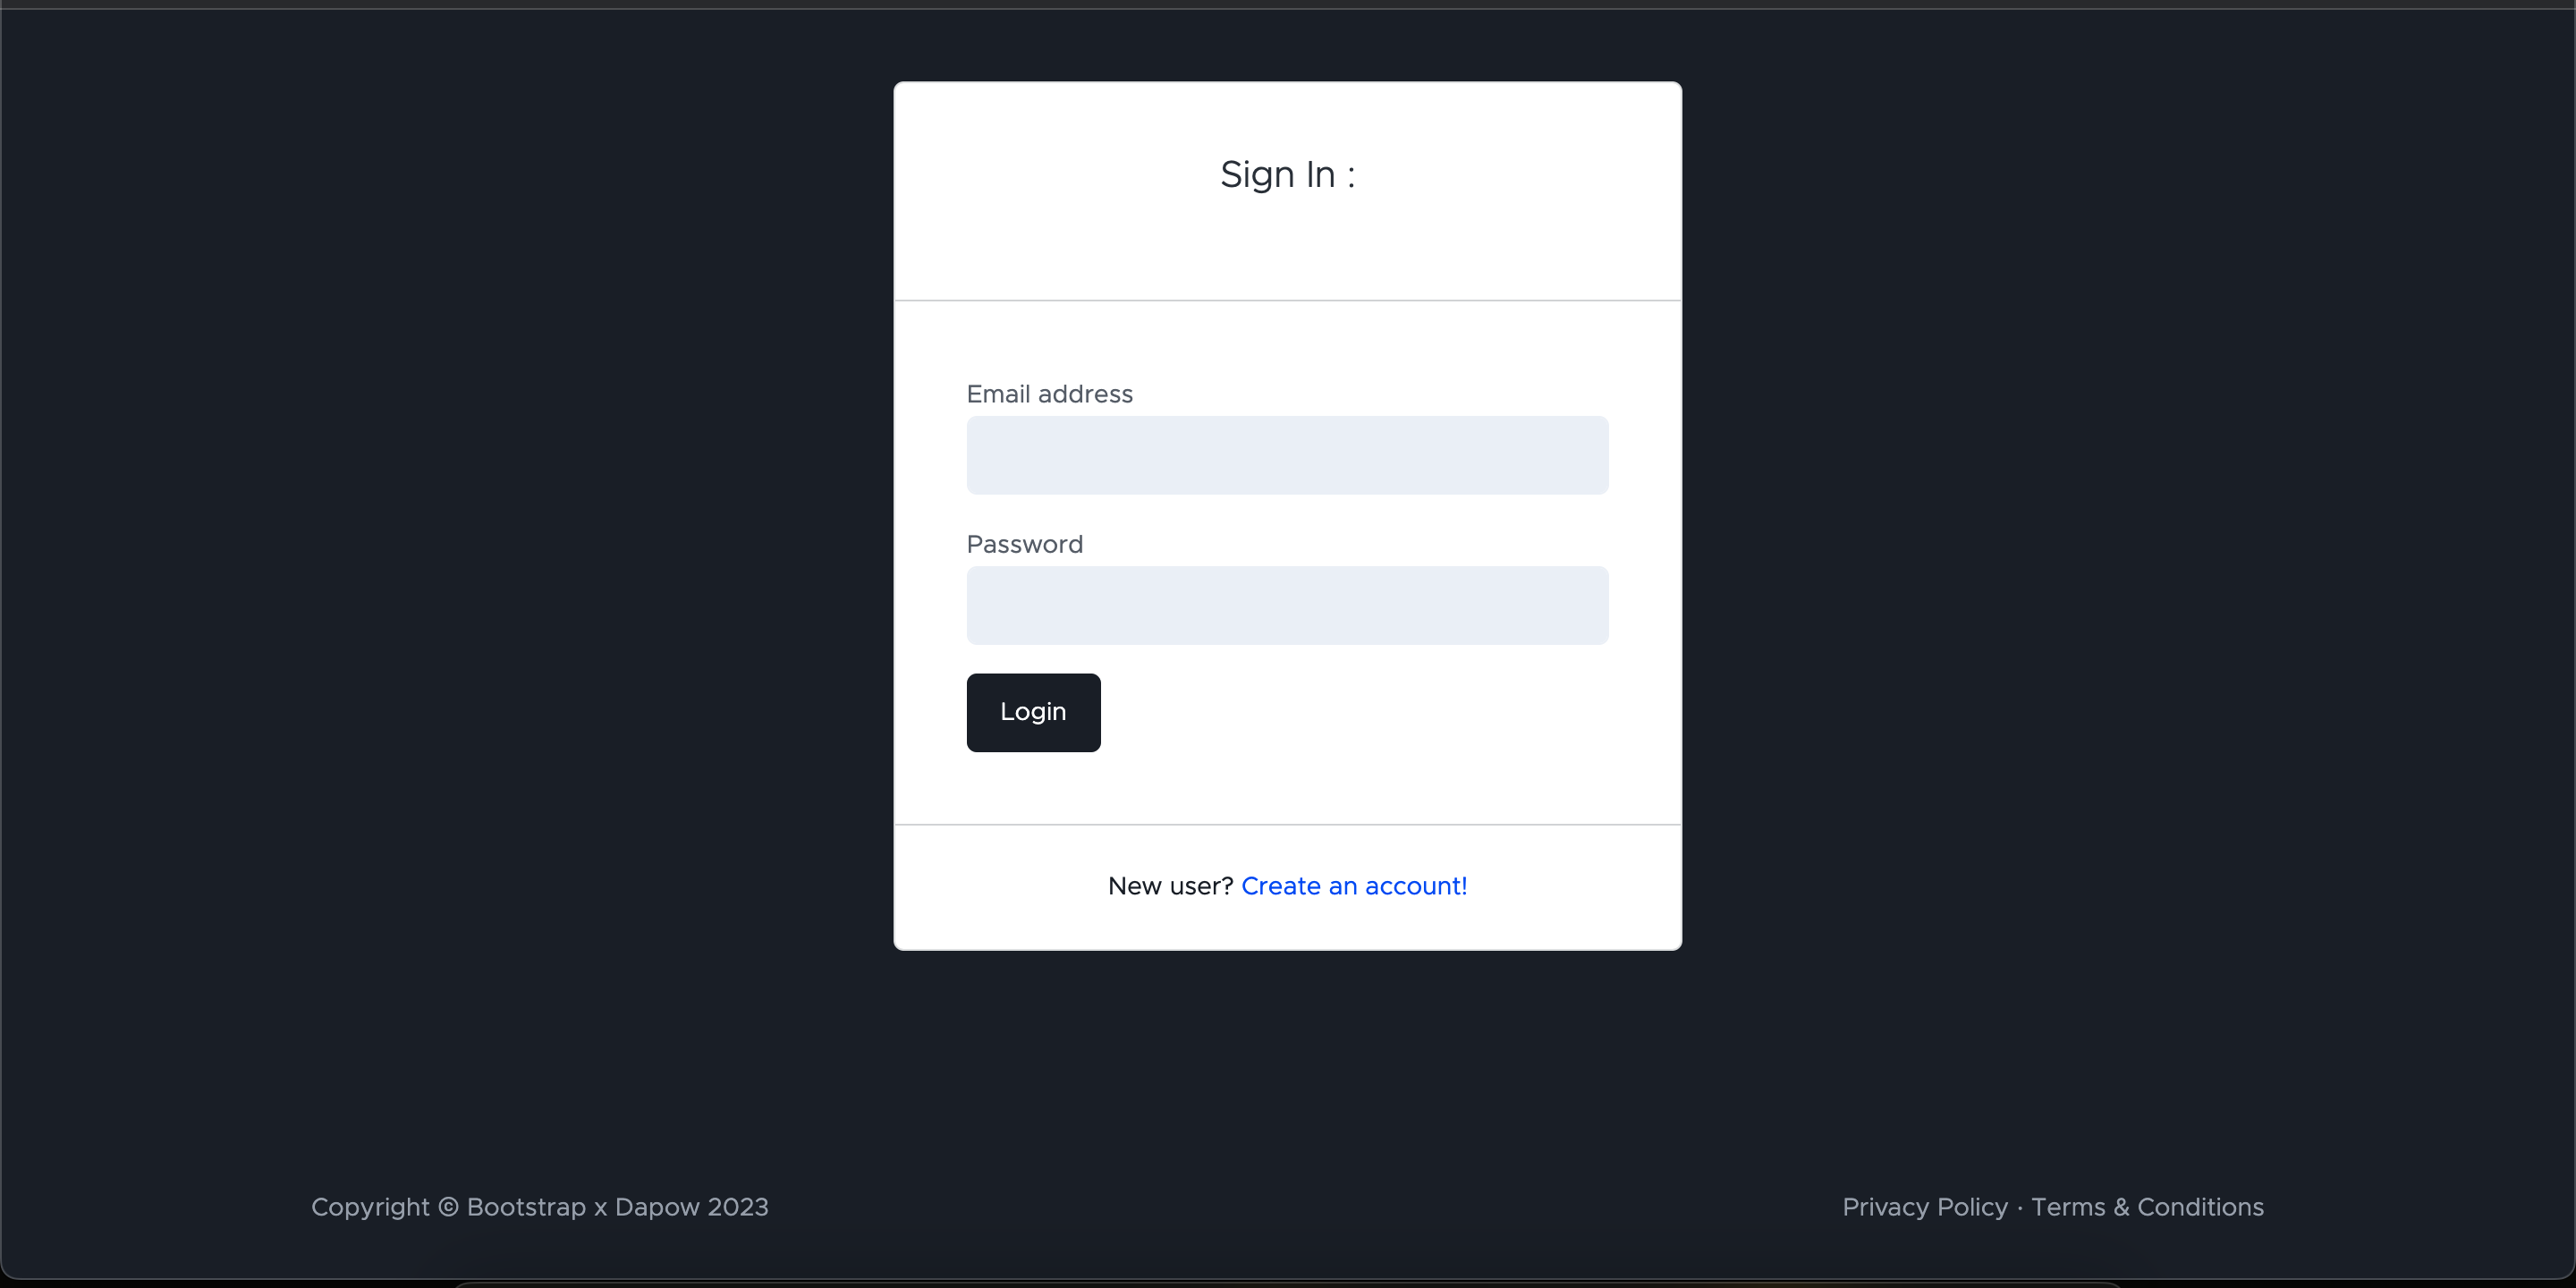 Sign In :
Email address
Password
Login
New user? Create an account!
Copyright © Bootstrap x Dapow 2023
Privacy Policy · Terms & Conditions